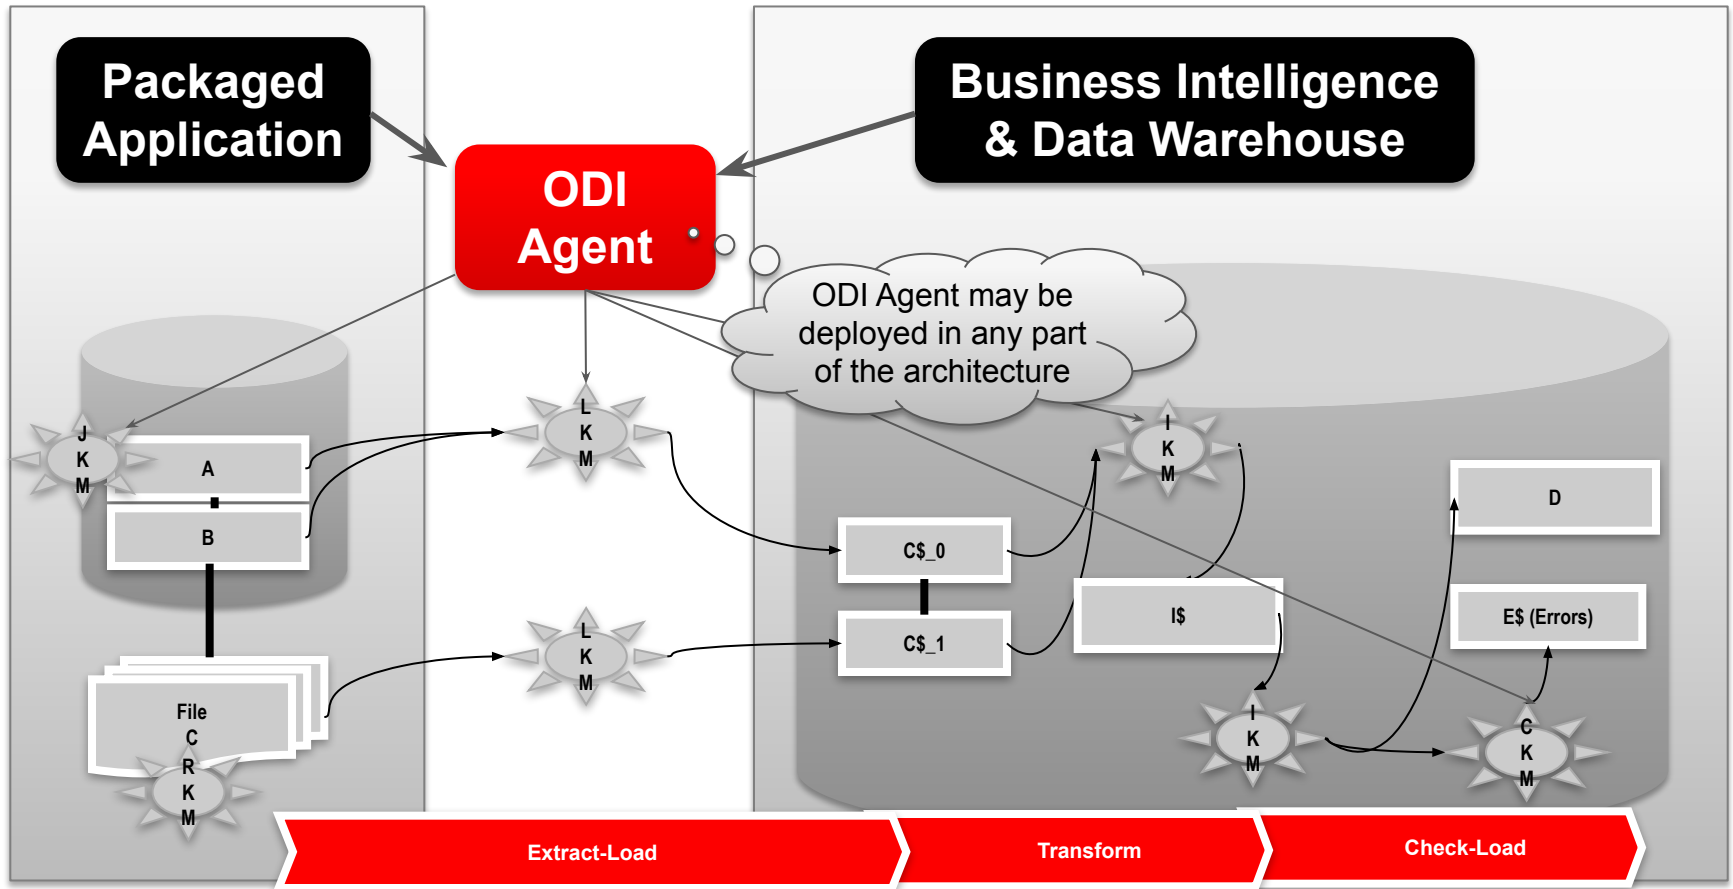 Packaged
Application
Business Intelligence
& Data Warehouse
ODI
Agent
ODI Agent may be
deployed in any part
of the architecture
J
K
M
A
B
File
C
R
K
M
L
K
M
L
K
M
C$_0
C$_1
I
K
M
I$
I
K
M
D
E$ (Errors)
C
K
M
Extract-Load
Transform
Check-Load